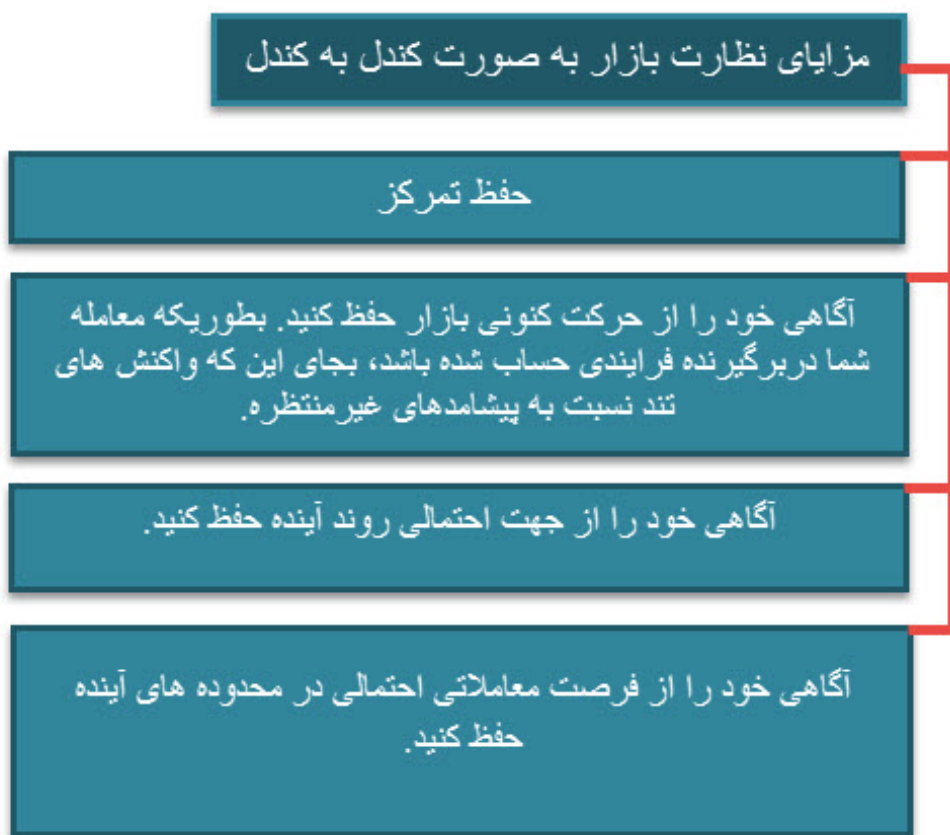 مزایای نظارت بازار به صورت کندل به کندل
حفظ تمرکز
آگاهی خود را از حرکت کنونی بازار حفظ کنید. بطوریکه معامله
شما دربرگیرنده فرایندی حساب شده باشد، بجای این که واکنش های
تند نسبت به پیشامدهای غیرمنتظره.
آگاهی خود را از جهت احتمالی روند آینده حفظ کنید.
آگاهی خود را از فرصت معاملاتی احتمالی در محدوده های آینده
حفظ کنید.